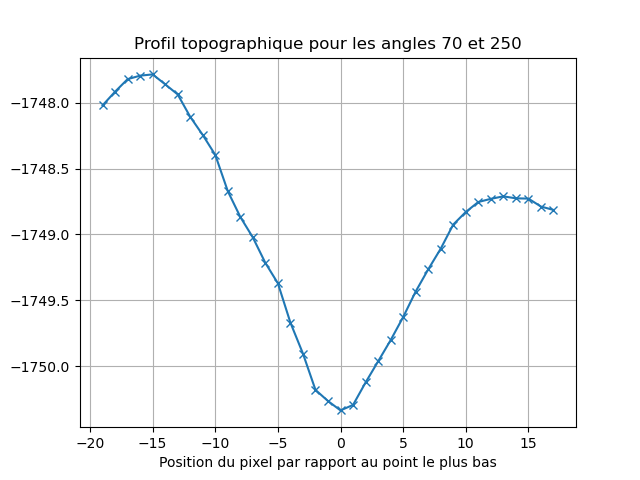 Profil topographique pour les angles 70 et 250
−1748.0
−1748.5
−1749.0
−1749.5
−1750.0
−20 −15 −10 −5 0 5 10 15
Position du pixel par rapport au point le plus bas